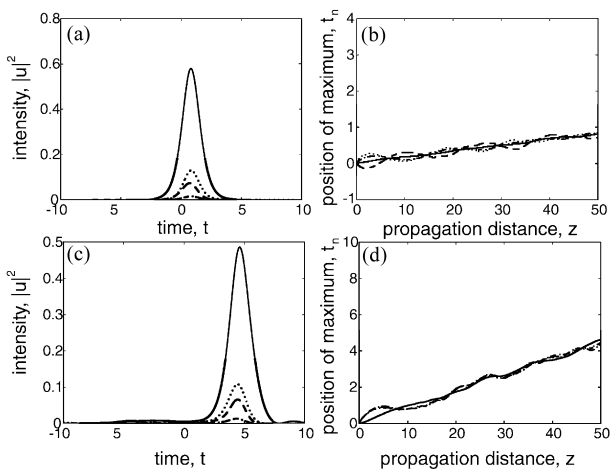 (a)
intensity, |u|²
0.8
0.6
0.4
0.2
0
-10 5 0 5 10
time, t
(b)
position of maximum, tₙ
4
3
2
1
0
-1
0 10 20 30 40 50
propagation distance, z
(c)
intensity, |u|²
0.5
0.4
0.3
0.2
0.1
0
-10 5 0 5 10
time, t
(d)
position of maximum, tₙ
10
8
6
4
2
0
0 10 20 30 40 50
propagation distance, z